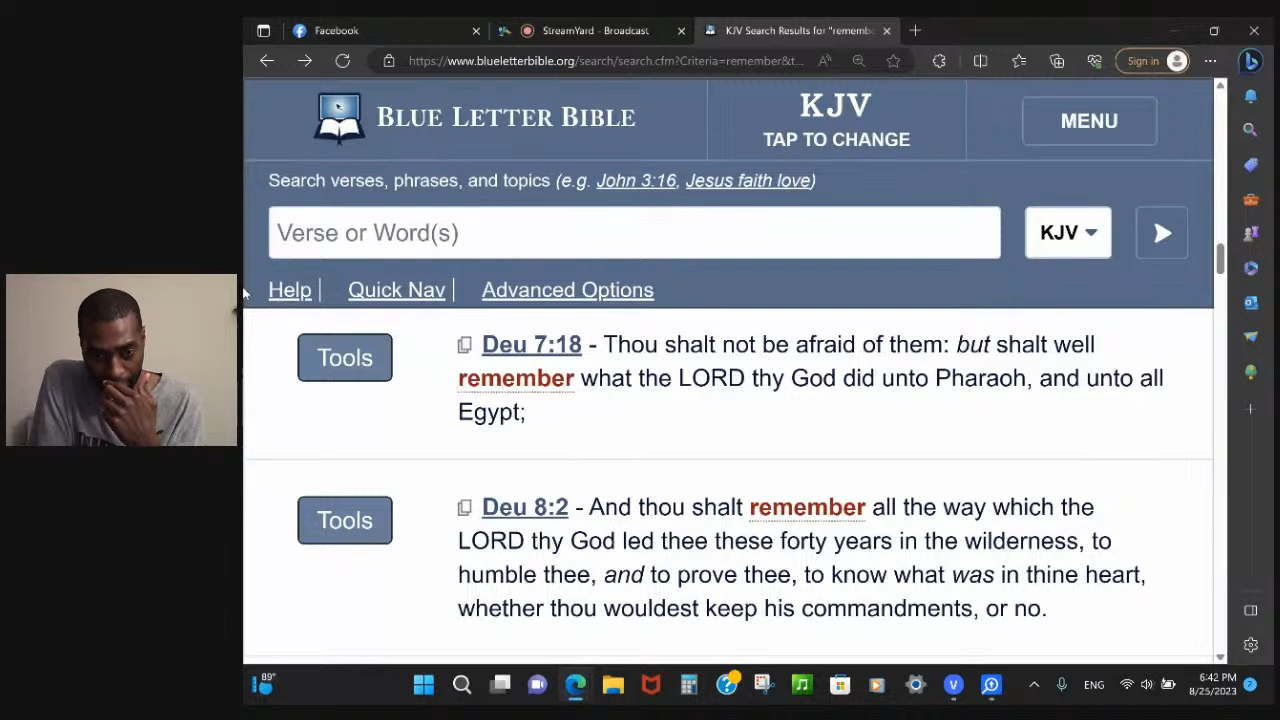 Facebook
StreamYard - Broadcast
KJV Search Results for "remembe
https://www.blueletterbible.org/search/search.cfm?Criteria=remember&t...
Sign in
BLUE LETTER BIBLE
KJV
TAP TO CHANGE
MENU
Search verses, phrases, and topics (e.g. John 3:16, Jesus faith love)
Verse or Word(s)
KJV
Help
Quick Nav
Advanced Options
Tools
Deu 7:18 - Thou shalt not be afraid of them: but shalt well
remember what the LORD thy God did unto Pharaoh, and unto all
Egypt;
Tools
Deu 8:2 - And thou shalt remember all the way which the
LORD thy God led thee these forty years in the wilderness, to
humble thee, and to prove thee, to know what was in thine heart,
whether thou wouldest keep his commandments, or no.
89°
ENG
6:42 PM
8/25/2023
2